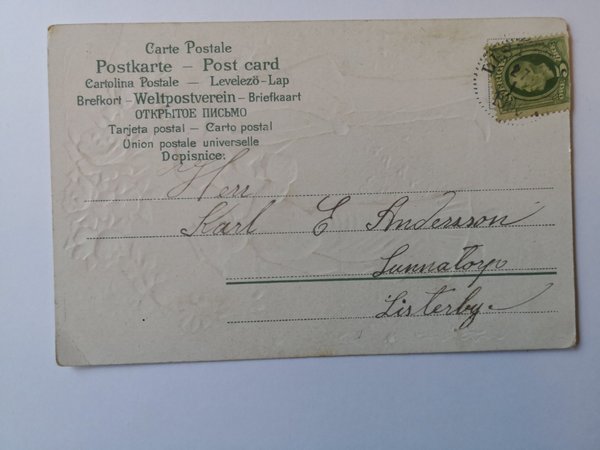 Carte Postale
Postkarte — Post card
Cartolina Postale — Levelező-Lap
Brefkort - Weltpostverein - Briefkaart
ОТКРЫТОЕ ПИСЬМО
Tarjeta postal — Carto postal
Union postale universelle
Dopisnice.
Herr
Karl E Andersson
Sunnatorp
Listerby
5